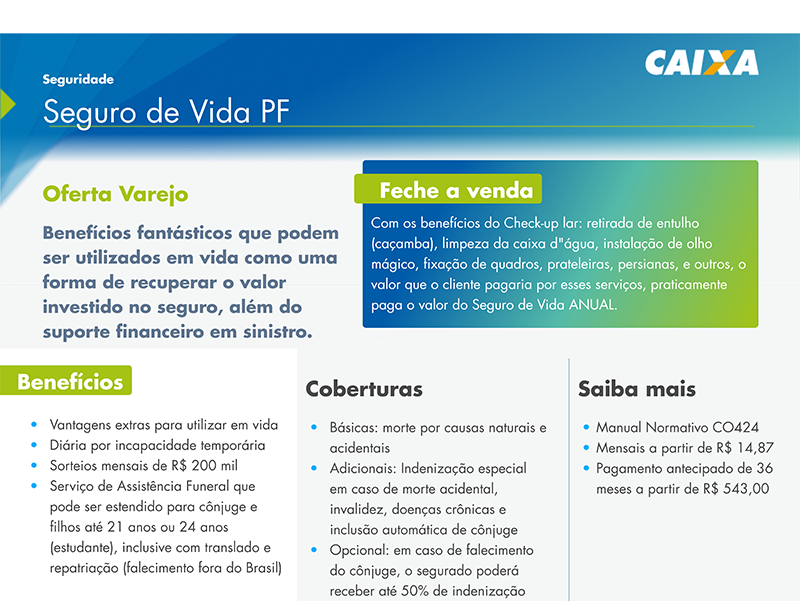 CAIXA
Seguridade
Seguro de Vida PF
Oferta Varejo
Benefícios fantásticos que podem
ser utilizados em vida como uma
forma de recuperar o valor
investido no seguro, além do
suporte financeiro em sinistro.
Feche a venda
Com os benefícios do Check-up lar: retirada de entulho
(caçamba), limpeza da caixa d"água, instalação de olho
mágico, fixação de quadros, prateleiras, persianas, e outros, o
valor que o cliente pagaria por esses serviços, praticamente
paga o valor do Seguro de Vida ANUAL.
Benefícios
• Vantagens extras para utilizar em vida
• Diária por incapacidade temporária
• Sorteios mensais de R$ 200 mil
• Serviço de Assistência Funeral que
pode ser estendido para cônjuge e
filhos até 21 anos ou 24 anos
(estudante), inclusive com translado e
repatriação (falecimento fora do Brasil)
Coberturas
• Básicas: morte por causas naturais e
acidentais
• Adicionais: Indenização especial
em caso de morte acidental,
invalidez, doenças crônicas e
inclusão automática de cônjuge
• Opcional: em caso de falecimento
do cônjuge, o segurado poderá
receber até 50% de indenização
Saiba mais
• Manual Normativo CO424
• Mensais a partir de R$ 14,87
• Pagamento antecipado de 36
meses a partir de R$ 543,00